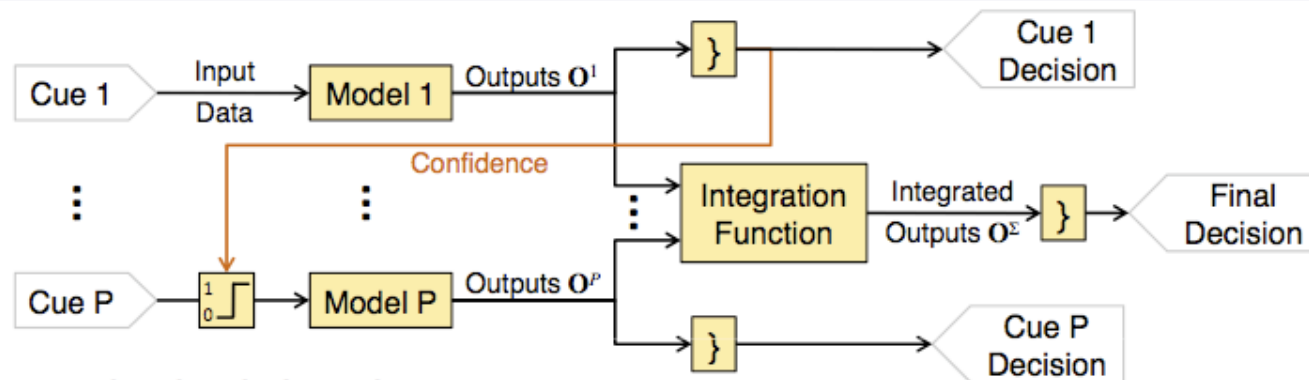 Cue 1
Input
Data
Model 1
Outputs O¹
}
Cue 1
Decision
Confidence
⋮
⋮
⋮
Integration
Function
Integrated
Outputs O^Σ
}
Final
Decision
Cue P
1
0
Model P
Outputs O^P
}
Cue P
Decision